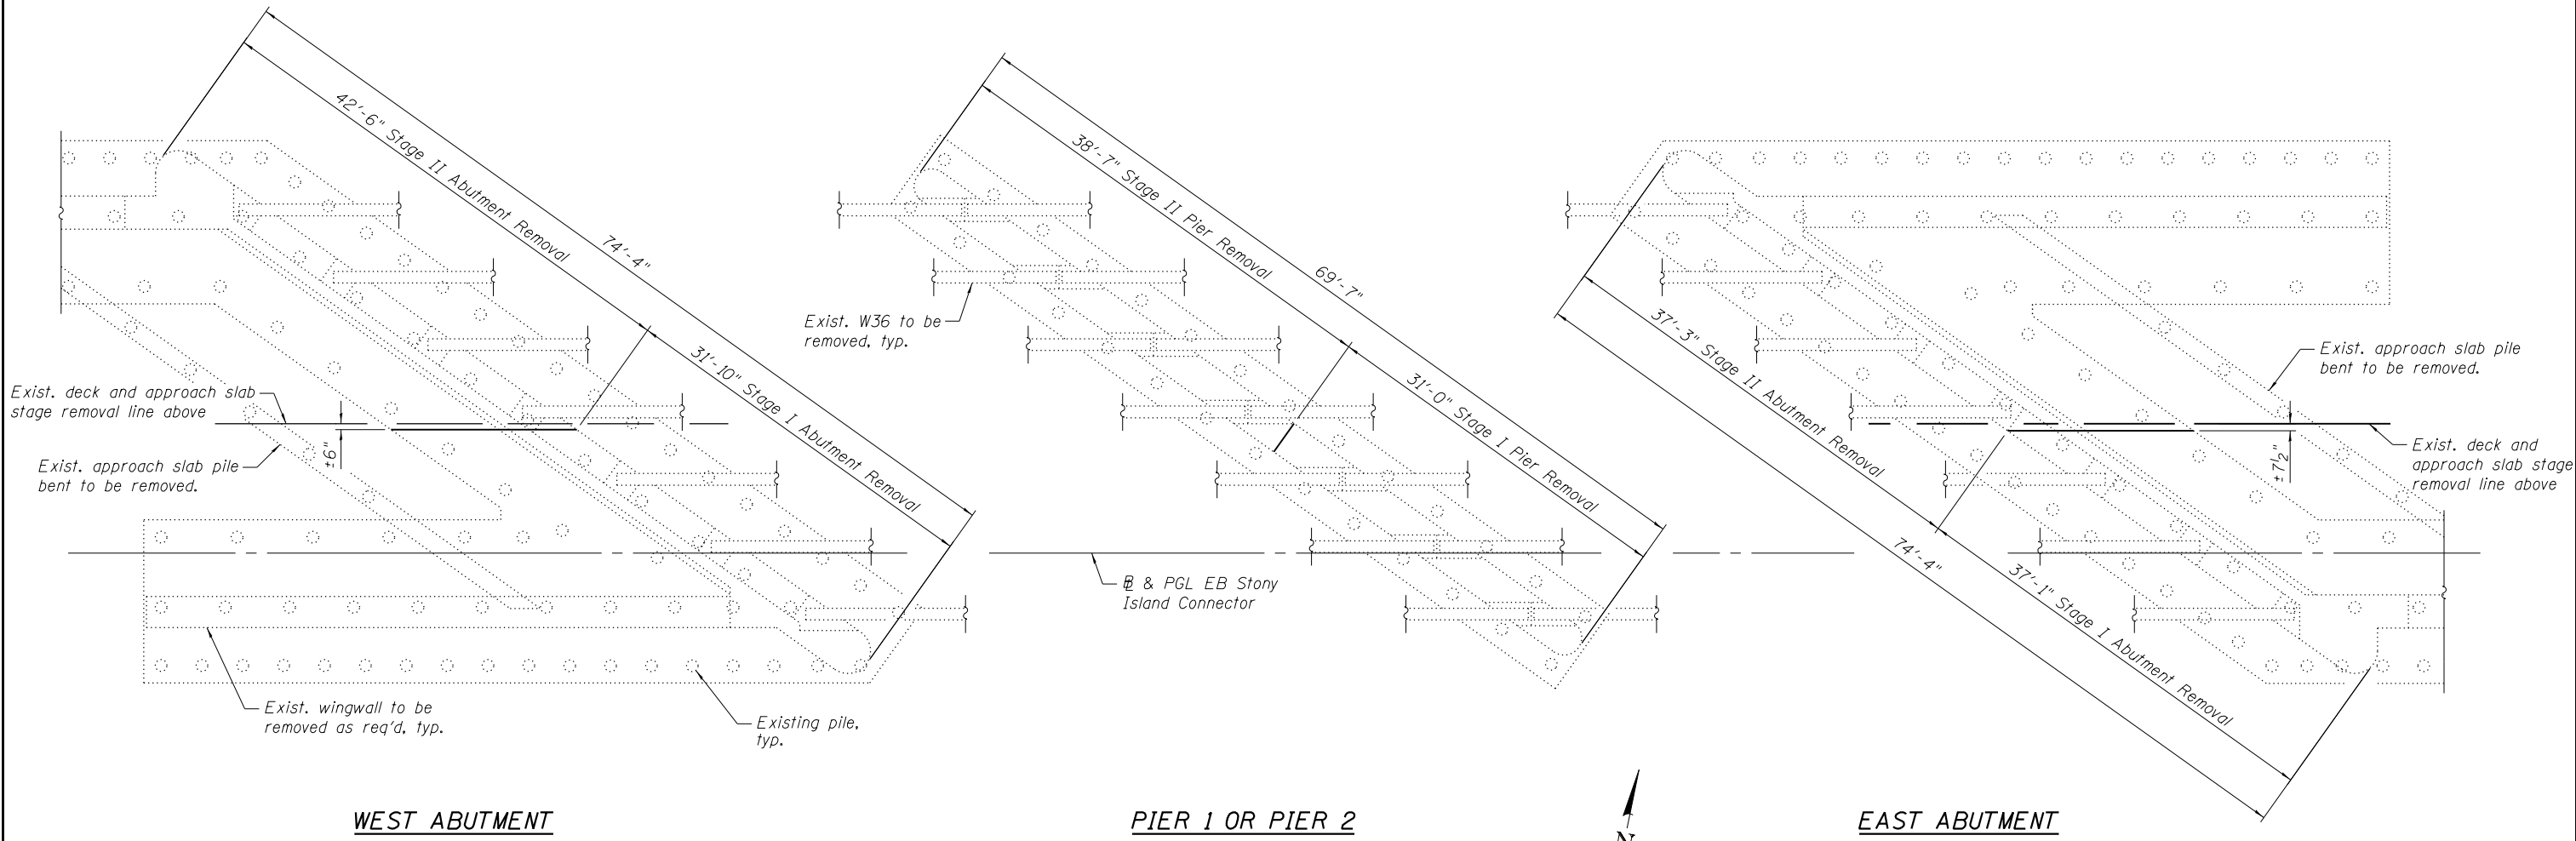 42'-6" Stage II Abutment Removal
74'-4"
31'-10" Stage I Abutment Removal
Exist. deck and approach slab
stage removal line above
±6"
Exist. approach slab pile
bent to be removed.
Exist. wingwall to be
removed as req'd, typ.
Existing pile,
typ.
WEST ABUTMENT
38'-7" Stage II Pier Removal
69'-7"
31'-0" Stage I Pier Removal
Exist. W36 to be
removed, typ.
& PGL EB Stony
Island Connector
PIER 1 OR PIER 2
N
37'-3" Stage II Abutment Removal
74'-4"
37'-1" Stage I Abutment Removal
Exist. approach slab pile
bent to be removed.
±7½"
Exist. deck and
approach slab stage
removal line above
EAST ABUTMENT